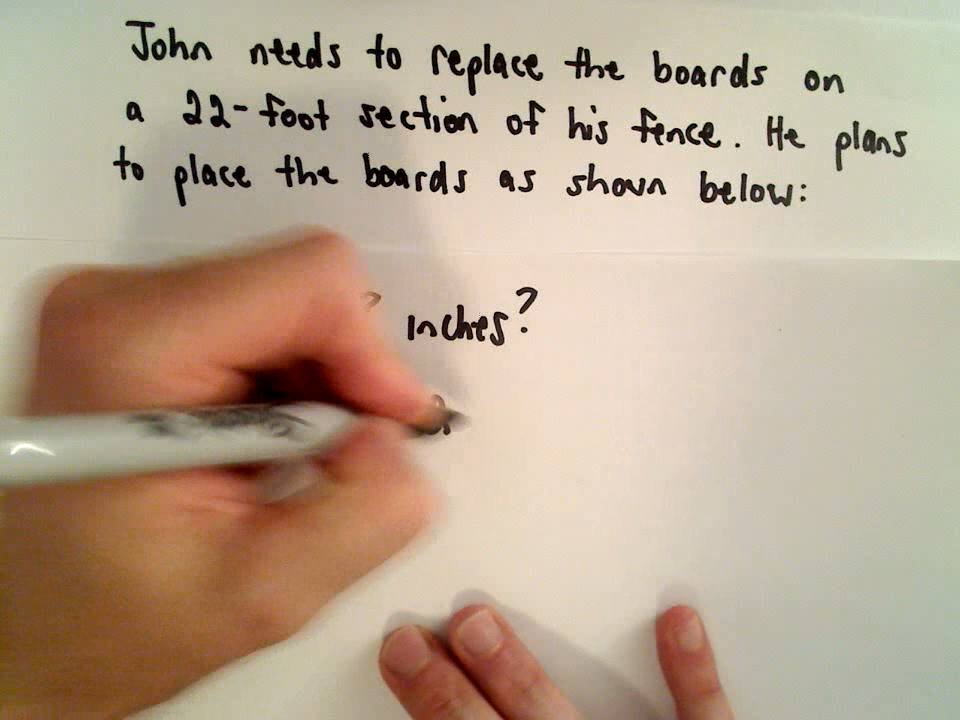 John needs to replace the boards on
a 22-foot section of his fence. He plans
to place the boards as shown below:
inches?